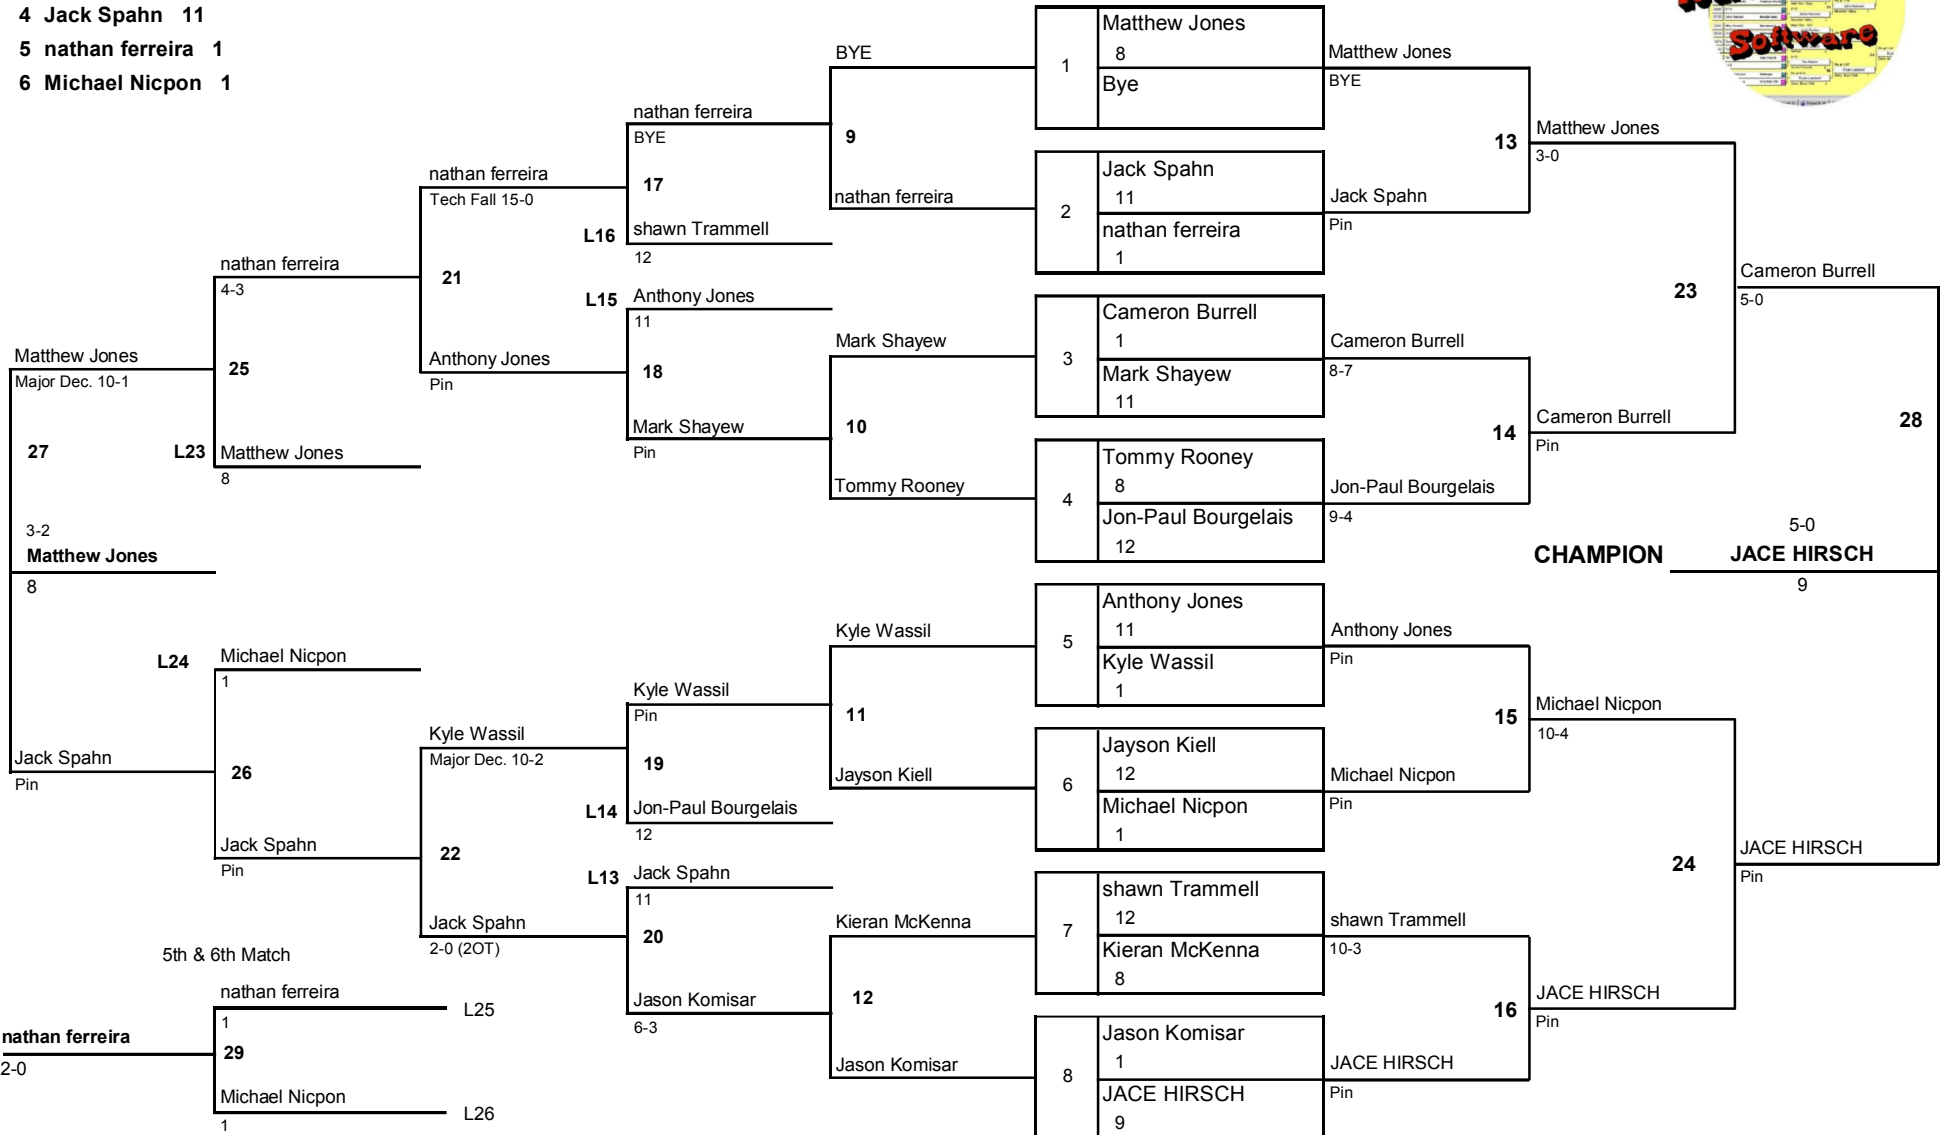 4 Jack Spahn 11
5 nathan ferreira 1
6 Michael Nicpon 1
Software
Matthew Jones
Major Dec. 10-1
27
3-2
Matthew Jones
8
Jack Spahn
Pin
5th & 6th Match
nathan ferreira
2-0
nathan ferreira
4-3
25
L23
Matthew Jones
8
L24
Michael Nicpon
1
26
Jack Spahn
Pin
nathan ferreira
L25
1
29
Michael Nicpon
L26
1
nathan ferreira
Tech Fall 15-0
21
Anthony Jones
Pin
Kyle Wassil
Major Dec. 10-2
22
Jack Spahn
2-0 (2OT)
nathan ferreira
BYE
17
L16
shawn Trammell
12
L15
Anthony Jones
11
18
Mark Shayew
Pin
Kyle Wassil
Pin
19
L14
Jon-Paul Bourgelais
12
L13
Jack Spahn
11
20
Jason Komisar
6-3
BYE
9
nathan ferreira
Mark Shayew
10
Tommy Rooney
Kyle Wassil
11
Jayson Kiell
Kieran McKenna
12
Jason Komisar
1
Matthew Jones
8
Bye
2
Jack Spahn
11
nathan ferreira
1
3
Cameron Burrell
1
Mark Shayew
11
4
Tommy Rooney
8
Jon-Paul Bourgelais
12
5
Anthony Jones
11
Kyle Wassil
1
6
Jayson Kiell
12
Michael Nicpon
1
7
shawn Trammell
12
Kieran McKenna
8
8
Jason Komisar
1
JACE HIRSCH
9
Matthew Jones
BYE
13
Jack Spahn
Pin
Cameron Burrell
8-7
14
Jon-Paul Bourgelais
9-4
Anthony Jones
Pin
15
Michael Nicpon
Pin
shawn Trammell
10-3
16
JACE HIRSCH
Pin
Matthew Jones
3-0
23
Cameron Burrell
Pin
Michael Nicpon
10-4
24
JACE HIRSCH
Pin
Cameron Burrell
5-0
28
5-0
CHAMPION JACE HIRSCH
9
JACE HIRSCH
Pin